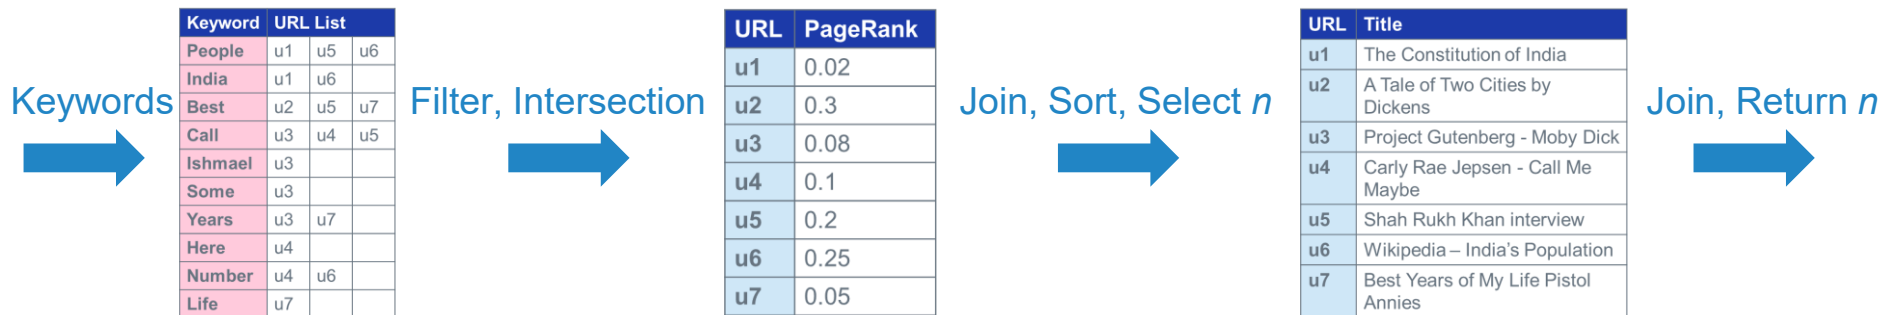 Keywords
Keyword URL List
People u1 u5 u6
India u1 u6
Best u2 u5 u7
Call u3 u4 u5
Ishmael u3
Some u3
Years u3 u7
Here u4
Number u4 u6
Life u7
Filter, Intersection
URL PageRank
u1 0.02
u2 0.3
u3 0.08
u4 0.1
u5 0.2
u6 0.25
u7 0.05
Join, Sort, Select n
URL Title
u1 The Constitution of India
u2 A Tale of Two Cities by
Dickens
u3 Project Gutenberg - Moby Dick
u4 Carly Rae Jepsen - Call Me
Maybe
u5 Shah Rukh Khan interview
u6 Wikipedia – India's Population
u7 Best Years of My Life Pistol
Annies
Join, Return n